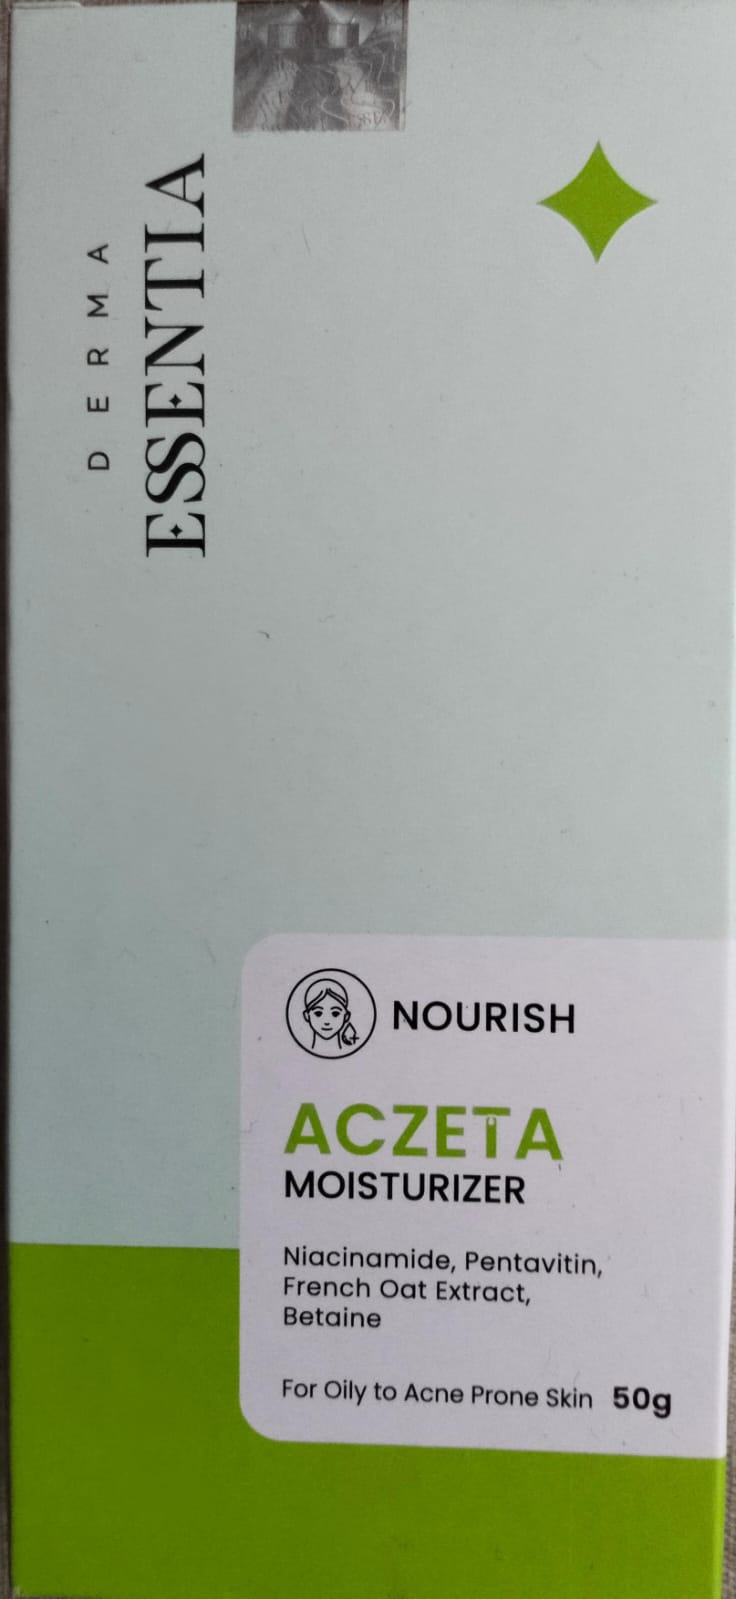 DERMA
ESSENTIA
NOURISH
ACZETA
MOISTURIZER
Niacinamide, Pentavitin,
French Oat Extract,
Betaine
For Oily to Acne Prone Skin 50g